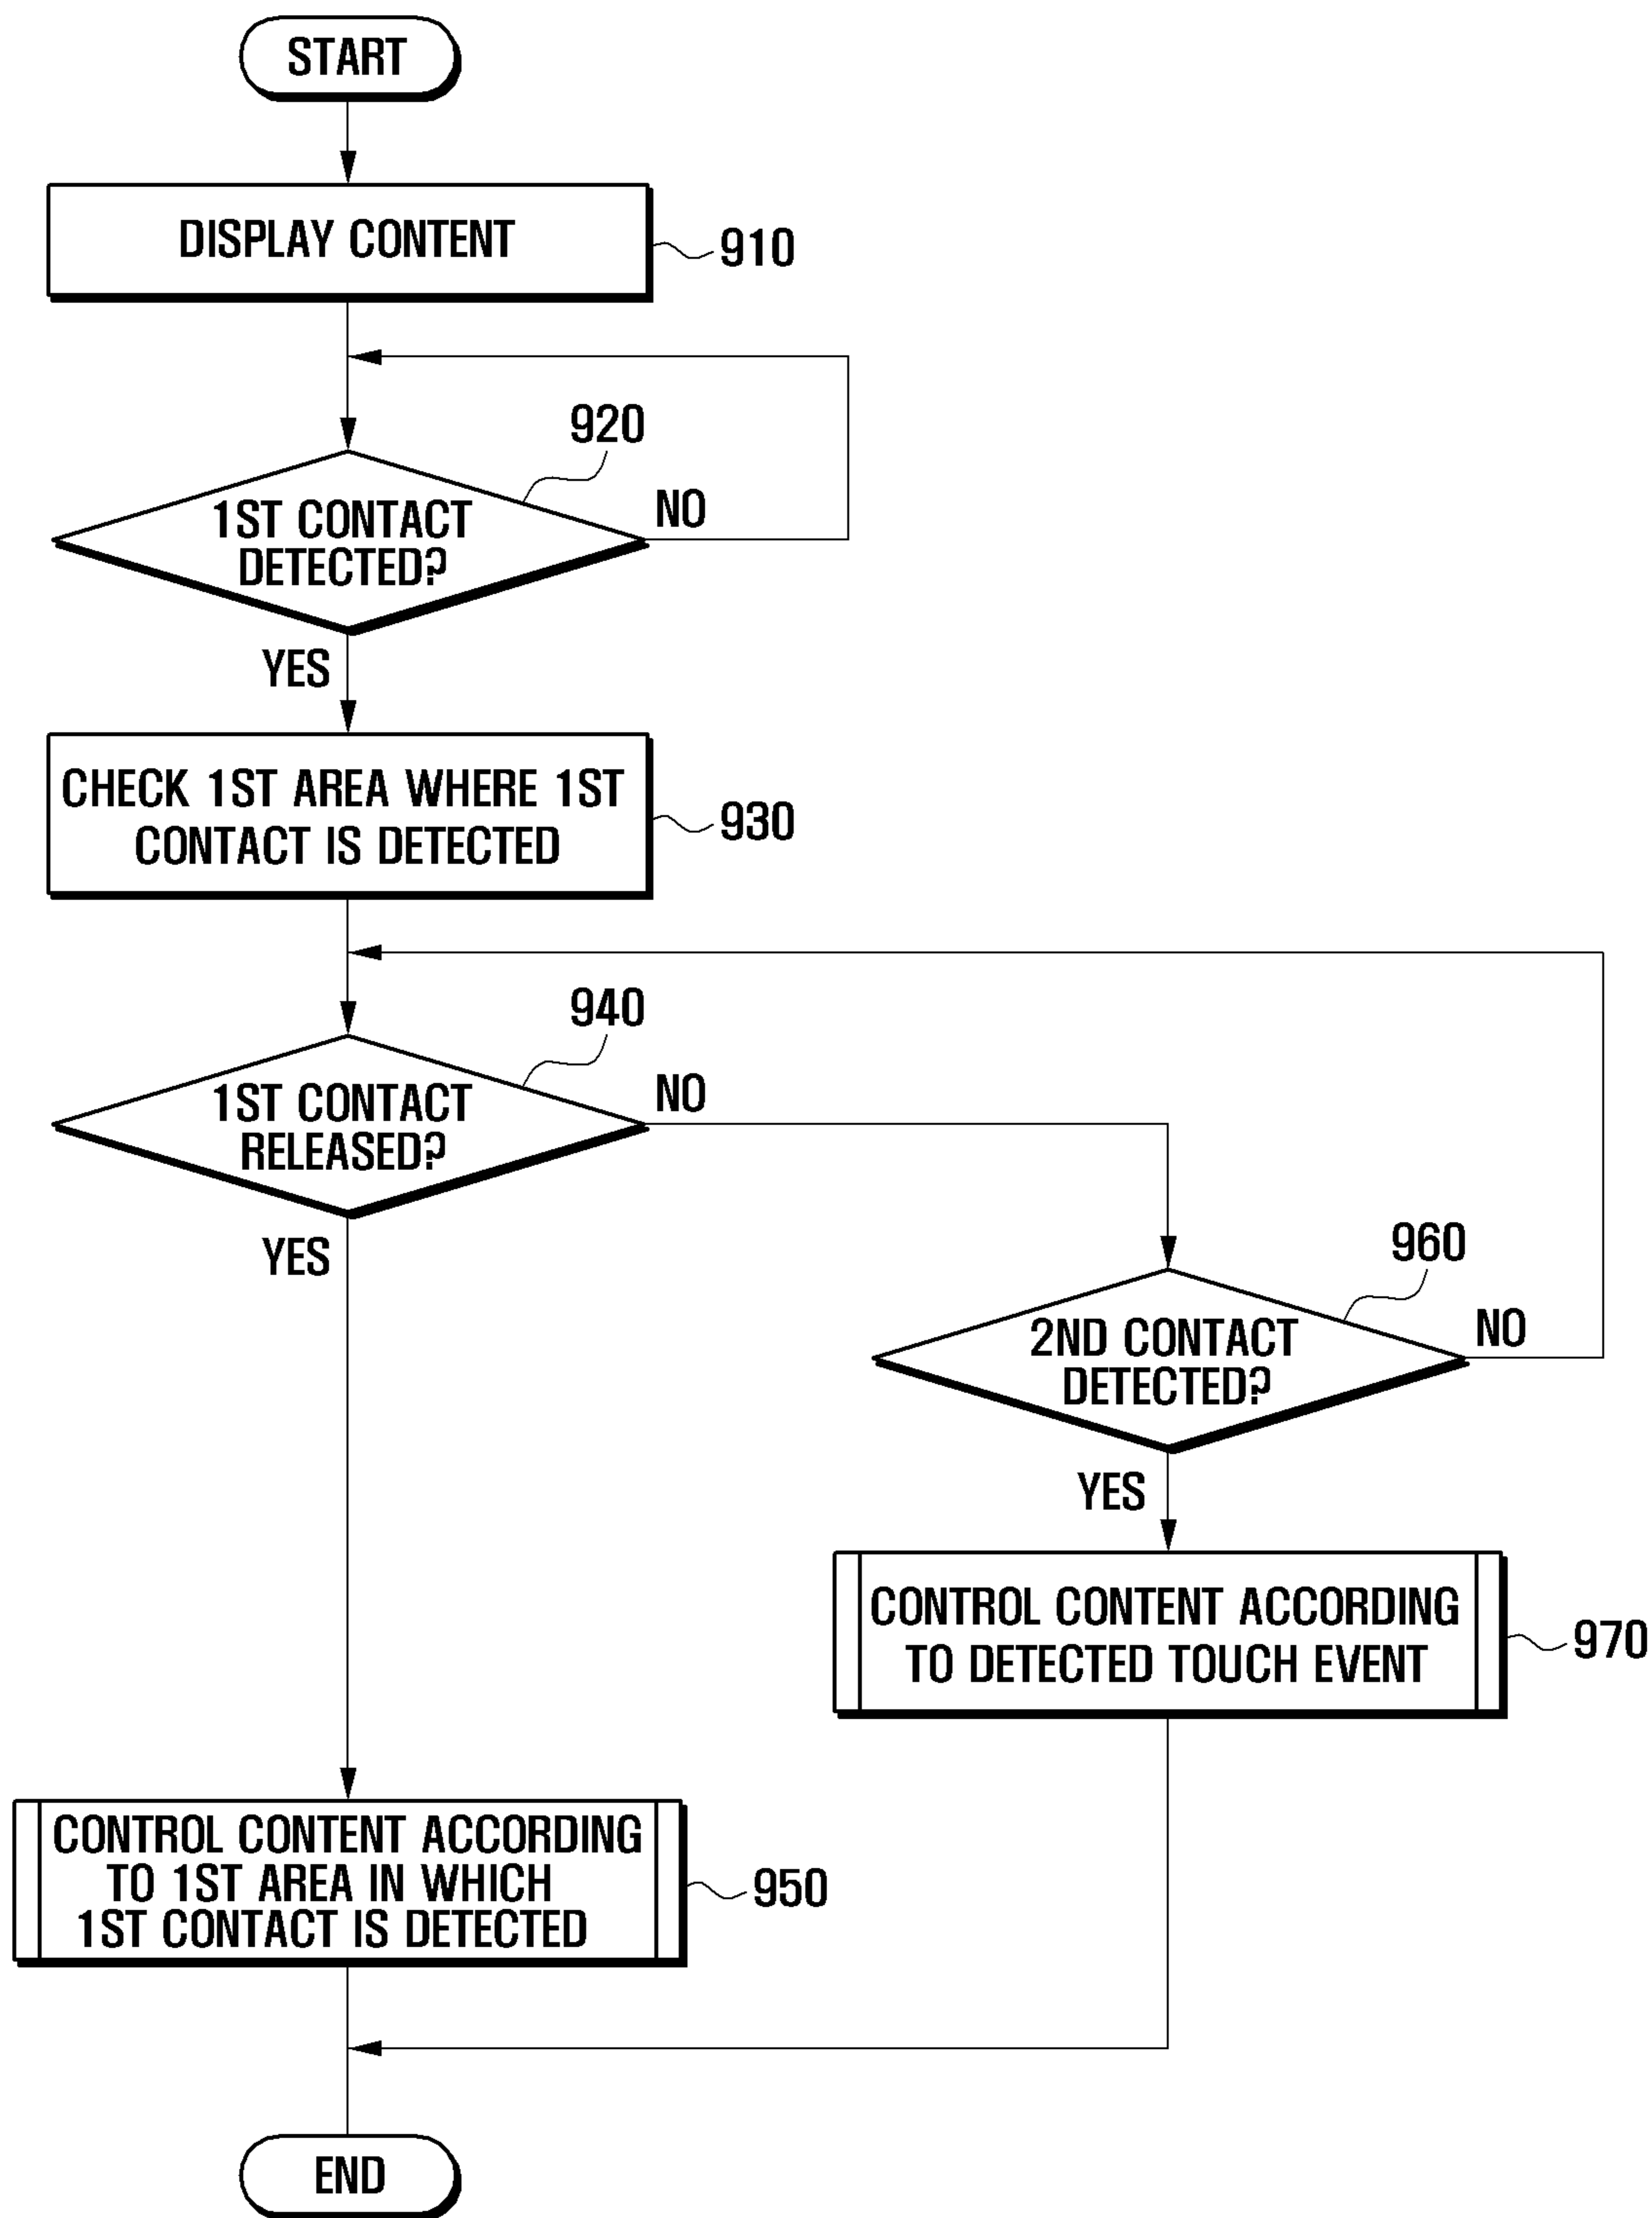 START
DISPLAY CONTENT
910
920
1ST CONTACT
DETECTED?
NO
YES
CHECK 1ST AREA WHERE 1ST
CONTACT IS DETECTED
930
940
1ST CONTACT
RELEASED?
NO
YES
960
2ND CONTACT
DETECTED?
NO
YES
CONTROL CONTENT ACCORDING
TO DETECTED TOUCH EVENT
970
CONTROL CONTENT ACCORDING
TO 1ST AREA IN WHICH
1ST CONTACT IS DETECTED
950
END